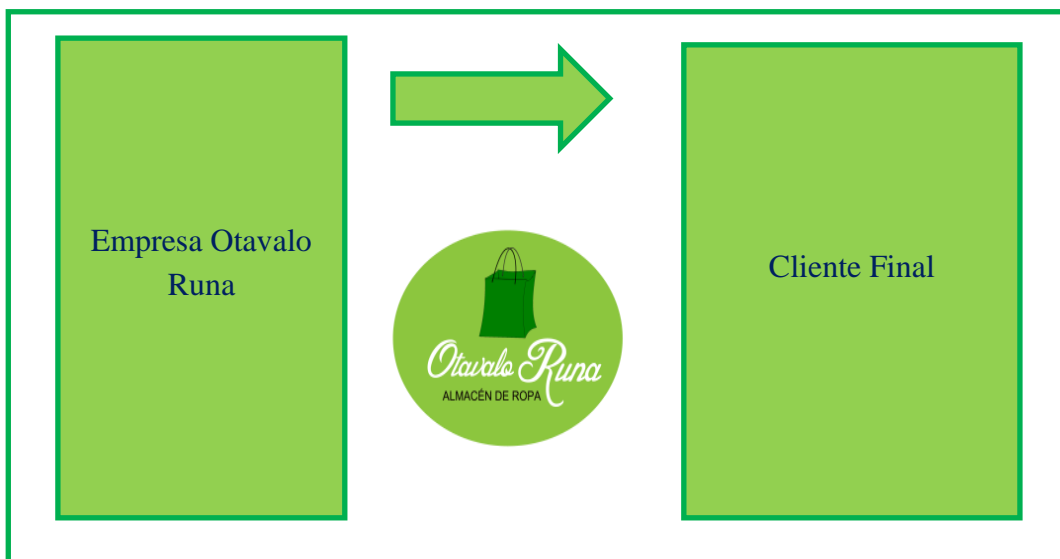 Empresa Otavalo
Runa
Otavalo Runa
ALMACÉN DE ROPA
Cliente Final